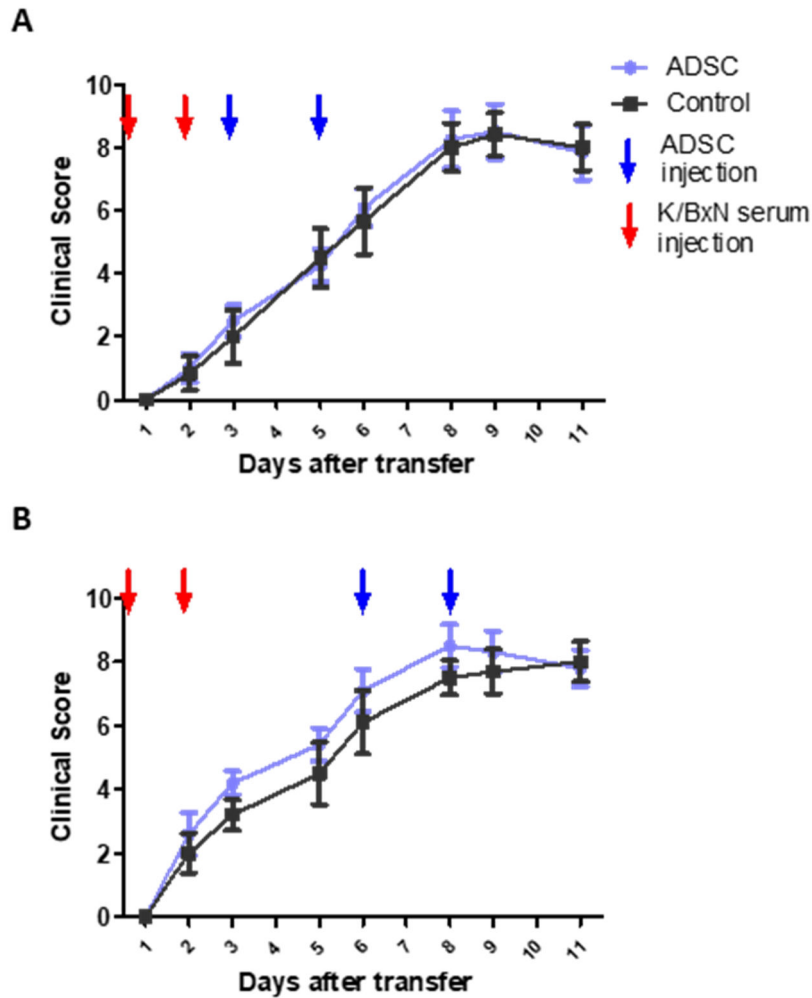 A
10
8
6
4
2
0
Clinical Score
1 2 3 4 5 6 7 8 9 10 11
Days after transfer
ADSC
Control
ADSC
injection
K/BxN serum
injection
B
10
8
6
4
2
0
Clinical Score
1 2 3 4 5 6 7 8 9 10 11
Days after transfer